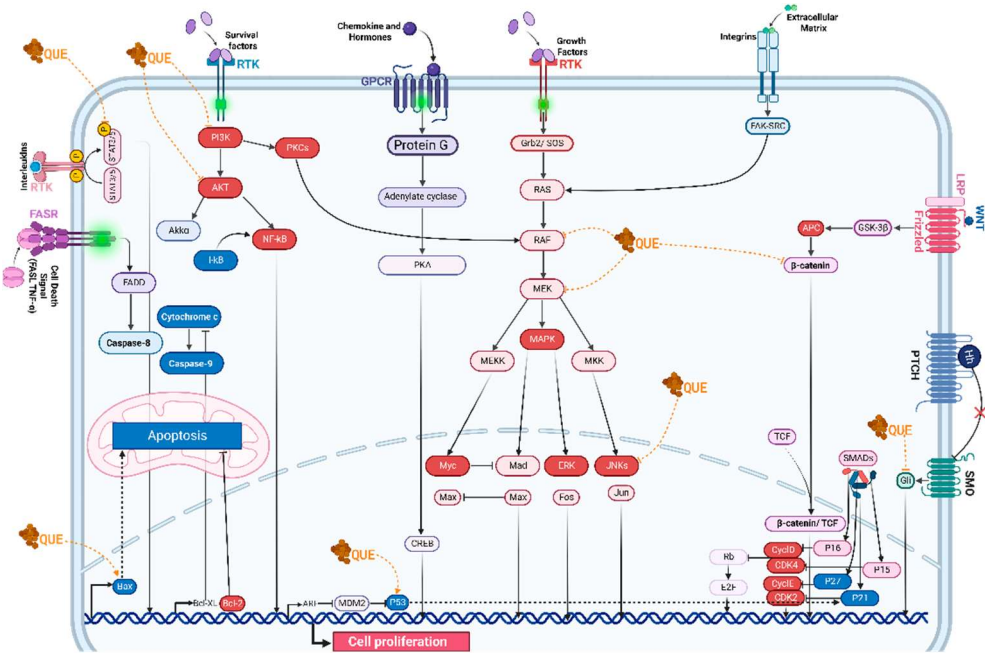 Survival
factors
RTK
Chemokine and
Hormones
GPCR
Growth
Factors
RTK
Integrins
Extracellular
Matrix
QUE
QUE
QUE
P
STAT3/5
STAT3/5
P
P
Interleuidns
RTK
PI3K
PKCs
AKT
Akkα
NF-kB
I-kB
Protein G
Adenylate cyclase
PKA
Grb2/ SOS
RAS
RAF
MEK
FAK-SRC
QUE
LRP
WNT
Frizzled
GSK-3β
APC
β-catenin
FASR
Cell Death
Signal
(FASL TNF-α)
FADD
Caspase-8
Cytochrome c
Caspase-9
MEKK
MAPK
MKK
PTCH
Hh
QUE
QUE
Apoptosis
Myc
Mad
ERK
JNKs
Max
Max
Fos
Jun
TCF
SMADs
Gli
SMO
β-catenin/ TCF
CREB
QUE
QUE
Bax
Bcl-XL
Bcl-2
ARF
MDM2
P53
Rb
E2F
CyclD
CDK4
CyclE
CDK2
P16
P15
P27
P21
Cell proliferation